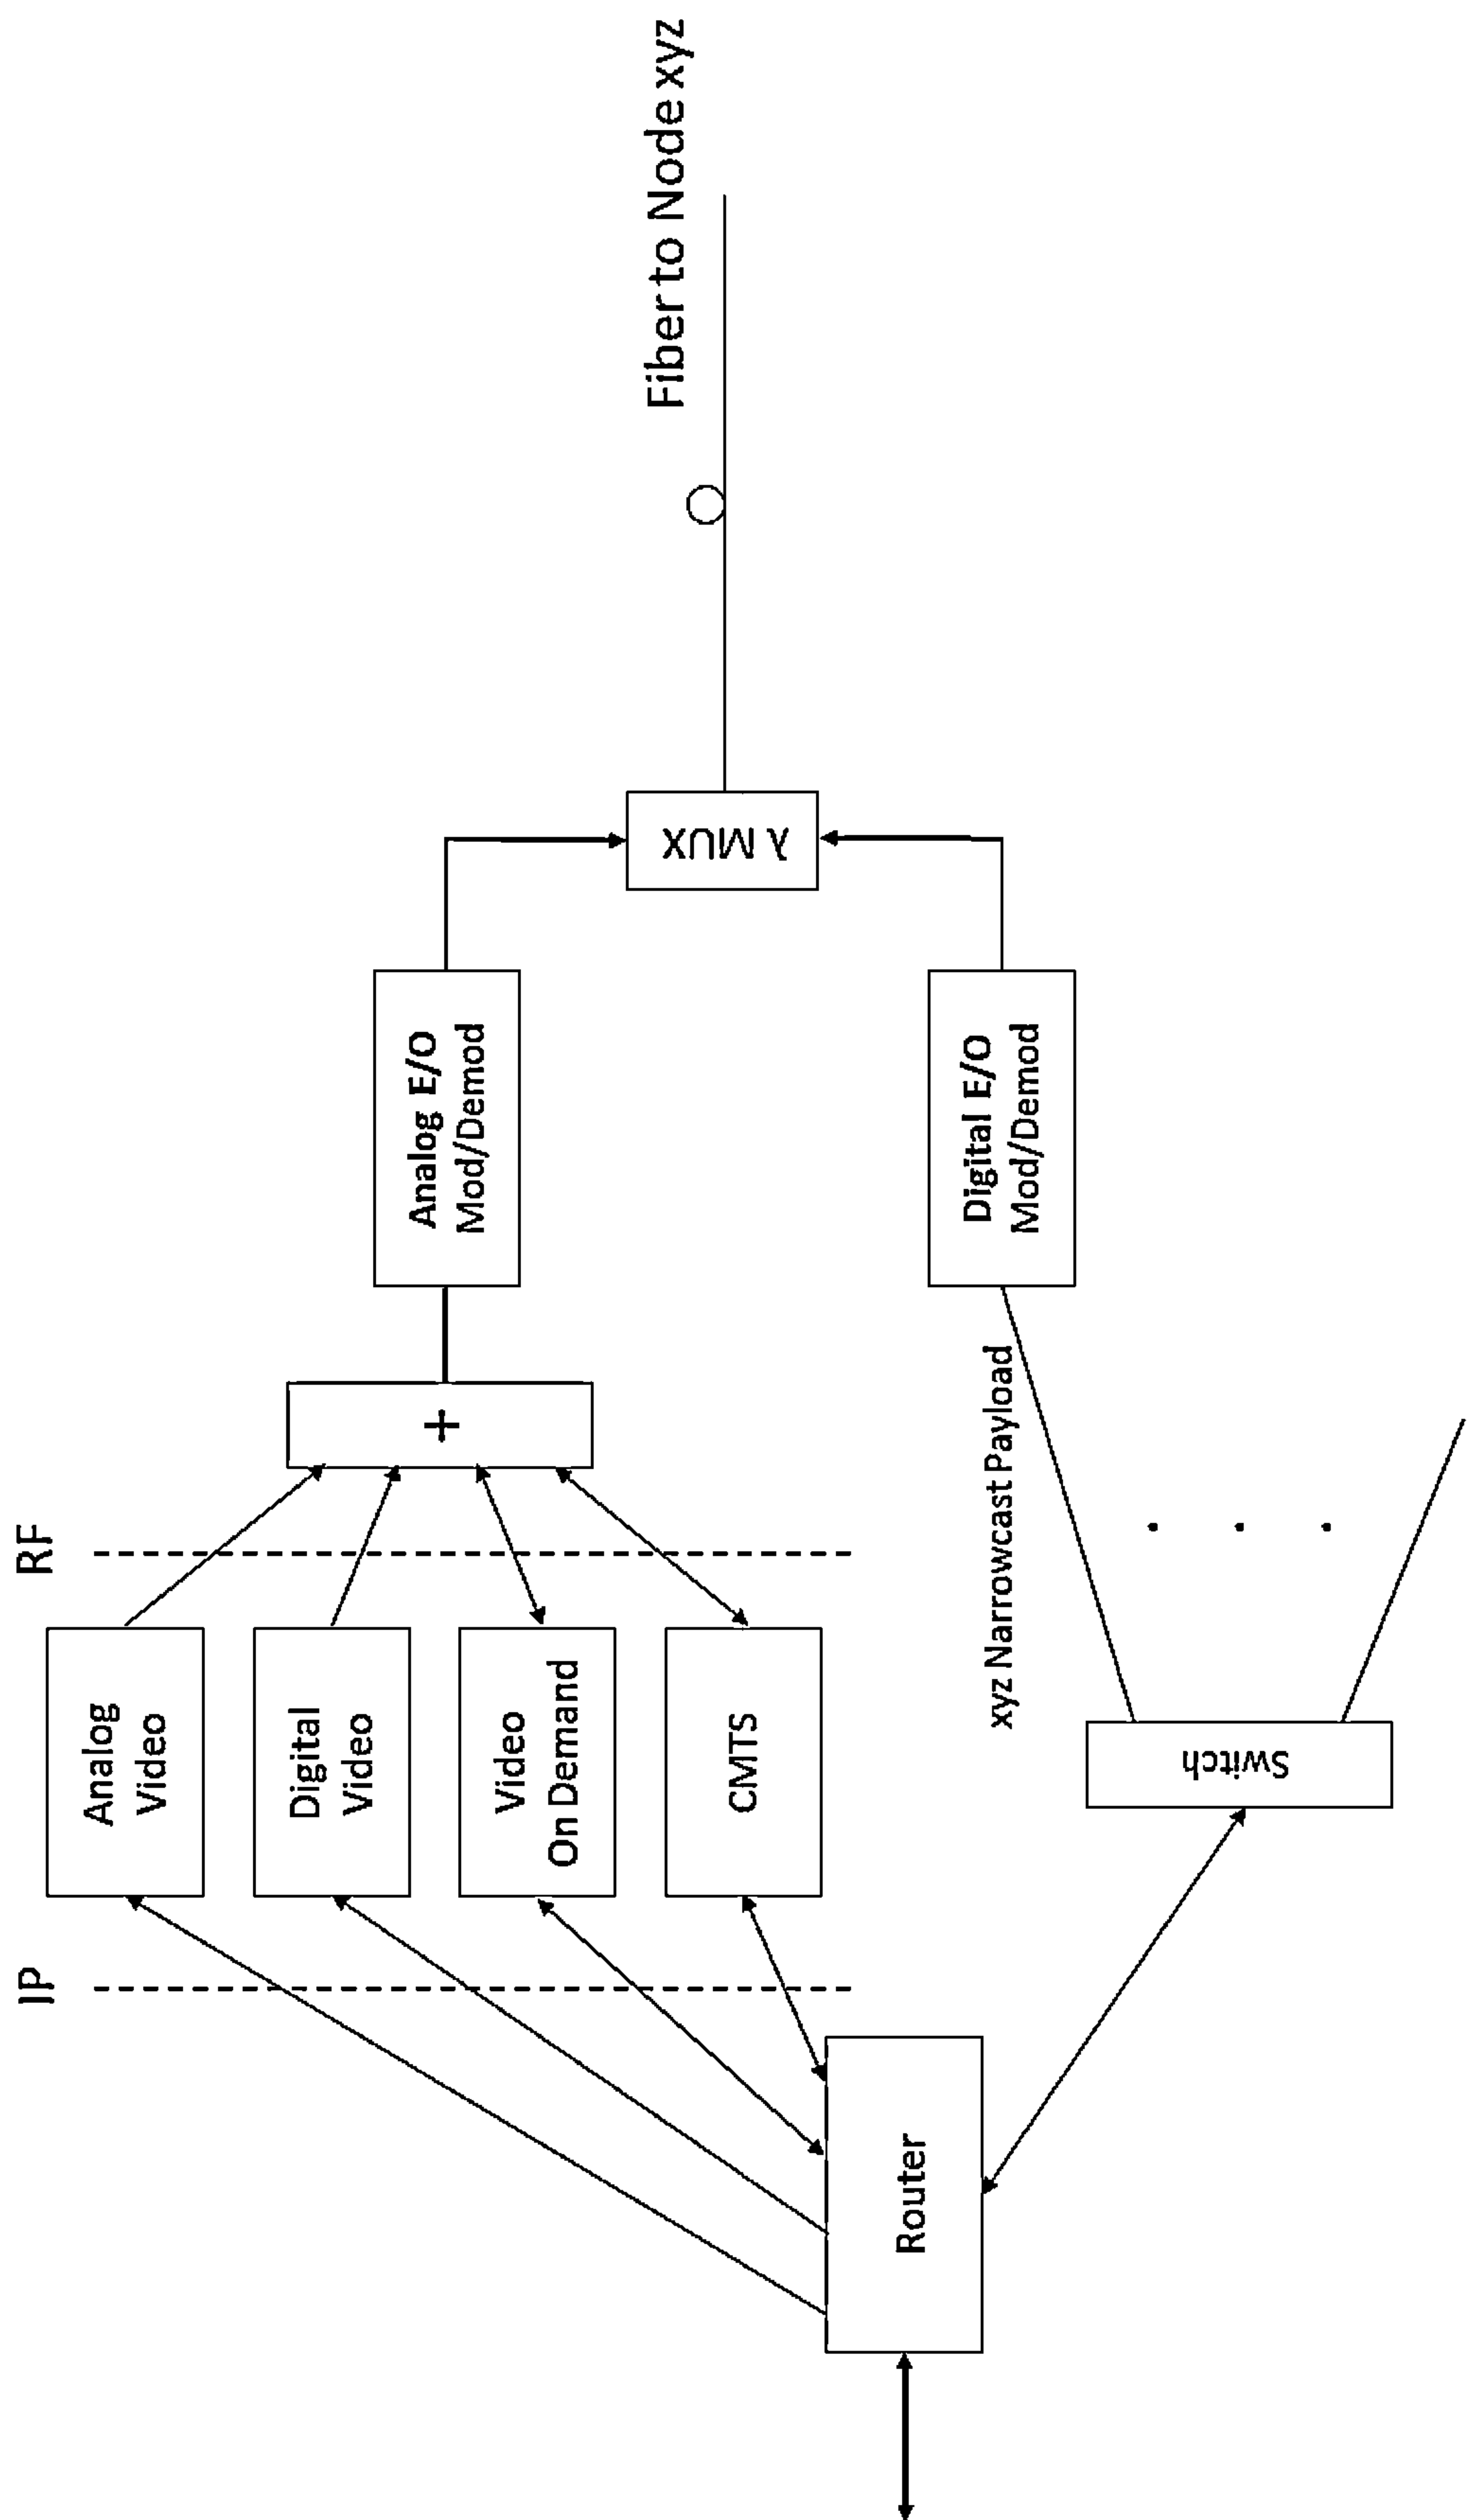 IP
RF
Analog
Video
Digital
Video
Video
On Demand
CMTS
Router
+
Analog E/O
Mod/Demod
λ MUX
Fiber to Node xyz
xyz Narrowcast Payload
Digital E/O
Mod/Demod
Switch